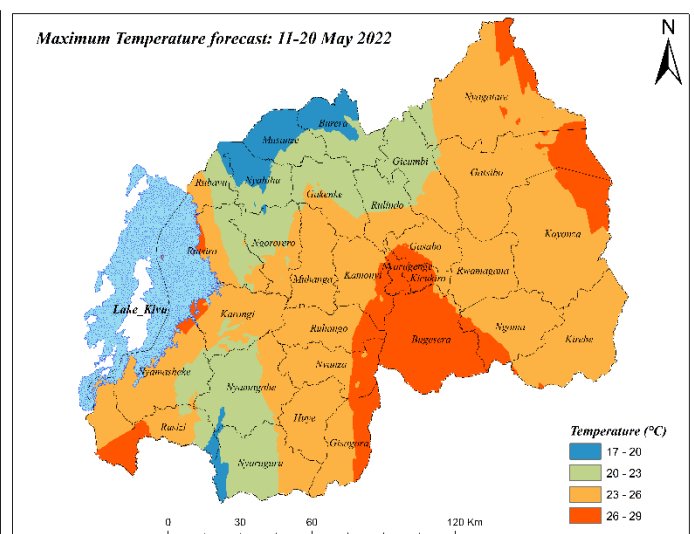 Maximum Temperature forecast: 11-20 May 2022
N
Nyagatare
Burera
Musanze
Gicumbi
Gatsibo
Nyabihu
Rubavu
Gakenke
Rulindo
Kayonza
Ngororero
Gasabo
Rutsiro
Nyarugenge
Rwamagana
Muhanga
Kamonyi
Kicukiro
Lake_Kivu
Karongi
Ruhango
Bugesera
Ngoma
Kirehe
Nyamasheke
Nyanza
Nyamagabe
Huye
Rusizi
Gisagara
Nyaruguru
Temperature (°C)
17 - 20
20 - 23
23 - 26
26 - 29
0 30 60 120 Km